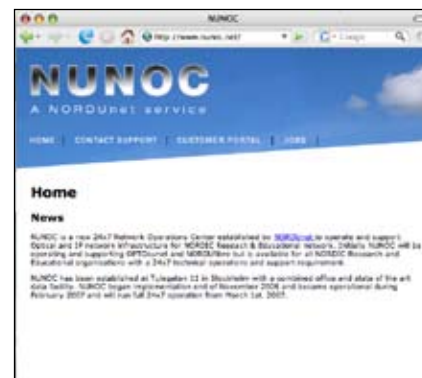 NUNOC
http://www.nunoc.net/
Google
NUNOC
A NORDUnet service
HOME | CONTACT SUPPORT | CUSTOMER PORTAL | JOBS |
Home
News
NUNOC is a new 24x7 Network Operations Center established by NORDUnet to operate and support
Optical and IP network infrastructure for NORDIC Research & Educational network. Initially NUNOC will be
operating and supporting and but is available for all NORDIC Research and
Educational organisations with a 24x7 technical operations and support requirement.
NUNOC has been established at Tulegatan 11 in Stockholm with a combined office and state of the art
data facility. NUNOC began implementation end of November 2006 and became operational during
February 2007 and will run full 24x7 operation from March 1st, 2007.